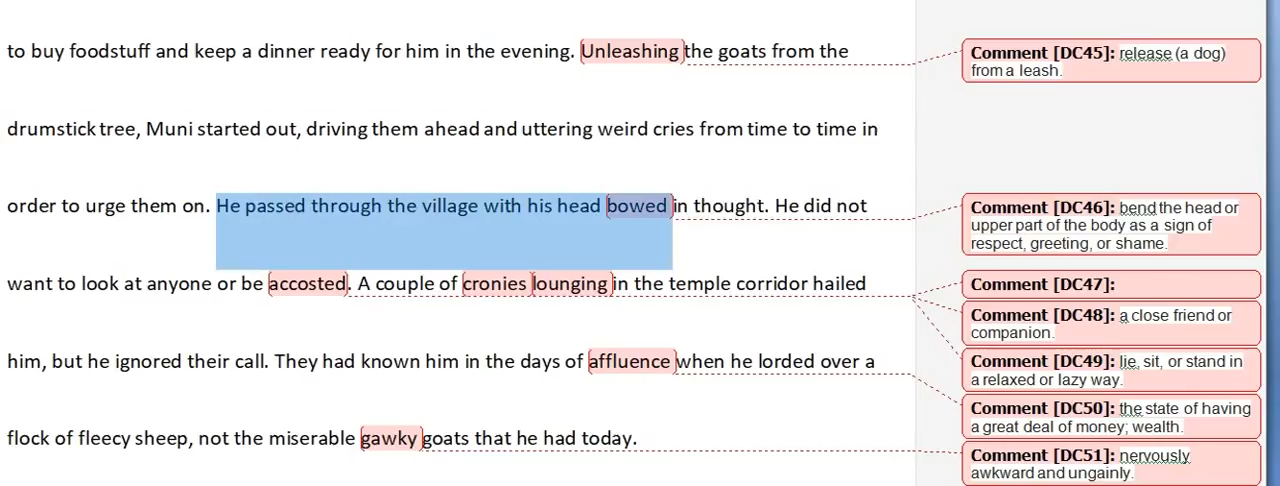 to buy foodstuff and keep a dinner ready for him in the evening. Unleashing the goats from the
drumstick tree, Muni started out, driving them ahead and uttering weird cries from time to time in
order to urge them on. He passed through the village with his head bowed in thought. He did not
want to look at anyone or be accosted. A couple of cronies lounging in the temple corridor hailed
him, but he ignored their call. They had known him in the days of affluence when he lorded over a
flock of fleecy sheep, not the miserable gawky goats that he had today.
Comment [DC45]: release (a dog)
from a leash.
Comment [DC46]: bend the head or
upper part of the body as a sign of
respect, greeting, or shame.
Comment [DC47]:
Comment [DC48]: a close friend or
companion.
Comment [DC49]: lie, sit, or stand in
a relaxed or lazy way.
Comment [DC50]: the state of having
a great deal of money; wealth.
Comment [DC51]: nervously
awkward and ungainly.